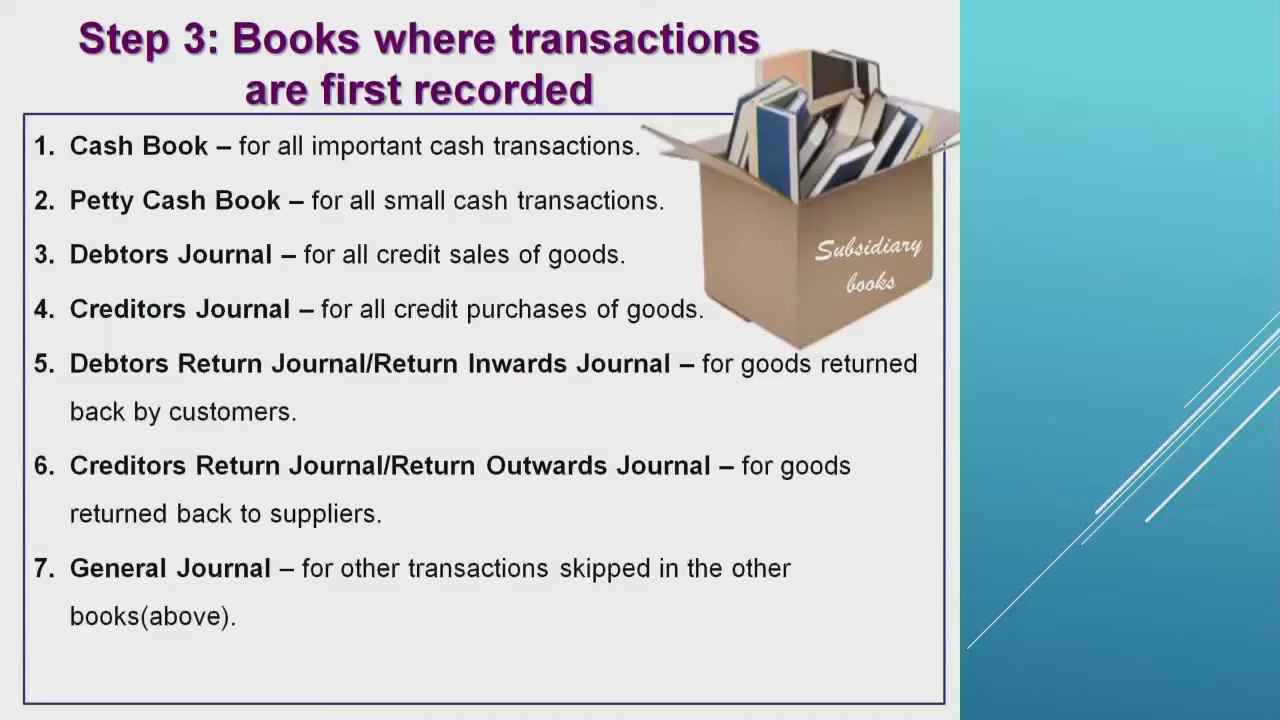 Step 3: Books where transactions
are first recorded
1. Cash Book – for all important cash transactions.
2. Petty Cash Book – for all small cash transactions.
3. Debtors Journal – for all credit sales of goods.
4. Creditors Journal – for all credit purchases of goods.
5. Debtors Return Journal/Return Inwards Journal – for goods returned
back by customers.
6. Creditors Return Journal/Return Outwards Journal – for goods
returned back to suppliers.
7. General Journal – for other transactions skipped in the other
books(above).
Subsidiary
books